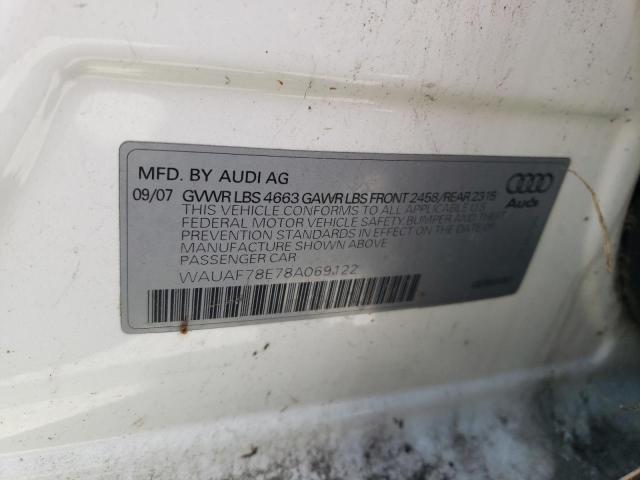 MFD. BY AUDI AG
09/07 GVWR LBS 4663 GAWR LBS FRONT 2458/REAR 2315
THIS VEHICLE CONFORMS TO ALL APPLICABLE U.S.
FEDERAL MOTOR VEHICLE SAFETY BUMPER AND THEFT
PREVENTION STANDARDS IN EFFECT ON THE DATE OF
MANUFACTURE SHOWN ABOVE
PASSENGER CAR
WAUAF78E78A069122
Audi